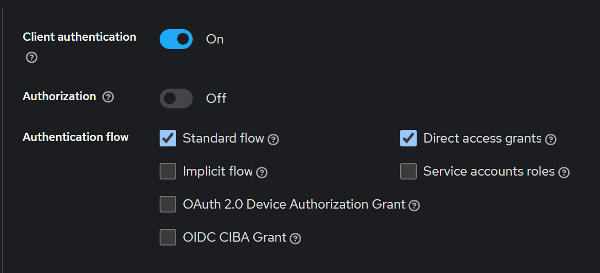 Client authentication On
Authorization Off
Authentication flow Standard flow Direct access grants
Implicit flow Service accounts roles
OAuth 2.0 Device Authorization Grant
OIDC CIBA Grant